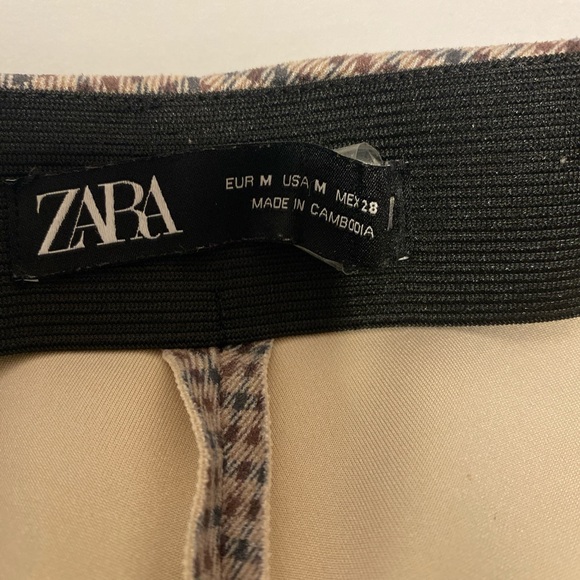 ZARA
EUR M USA M MEX 28
MADE IN CAMBODIA